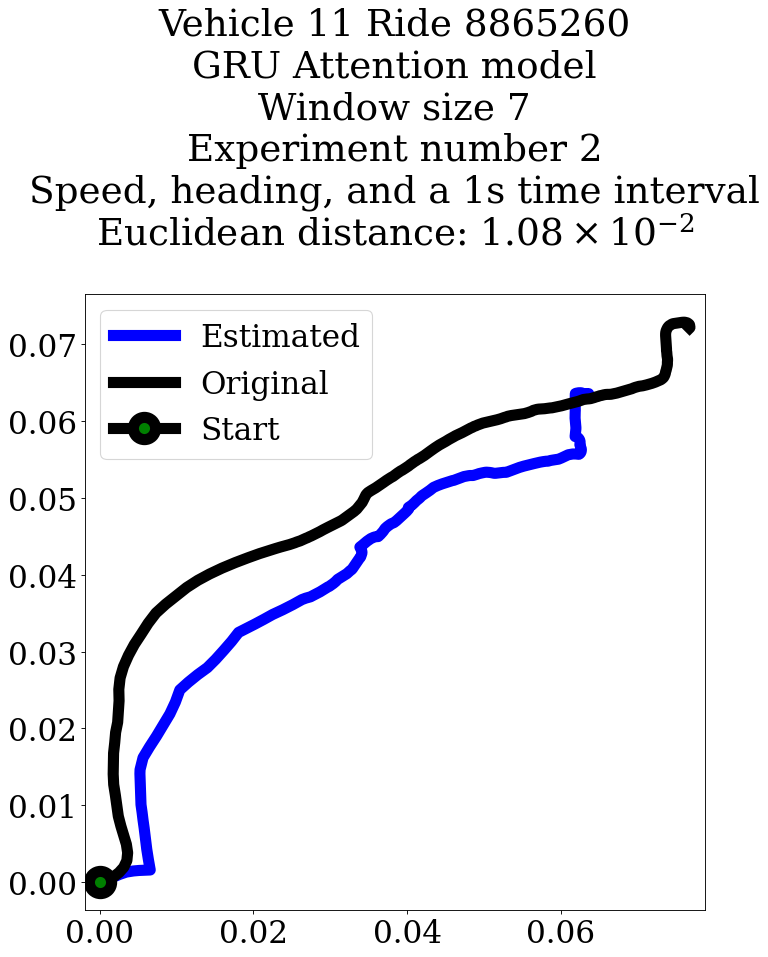 Vehicle 11 Ride 8865260
GRU Attention model
Window size 7
Experiment number 2
Speed, heading, and a 1s time interval
Euclidean distance: 1.08 × 10⁻²
Estimated
Original
Start
0.07
0.06
0.05
0.04
0.03
0.02
0.01
0.00
0.00 0.02 0.04 0.06